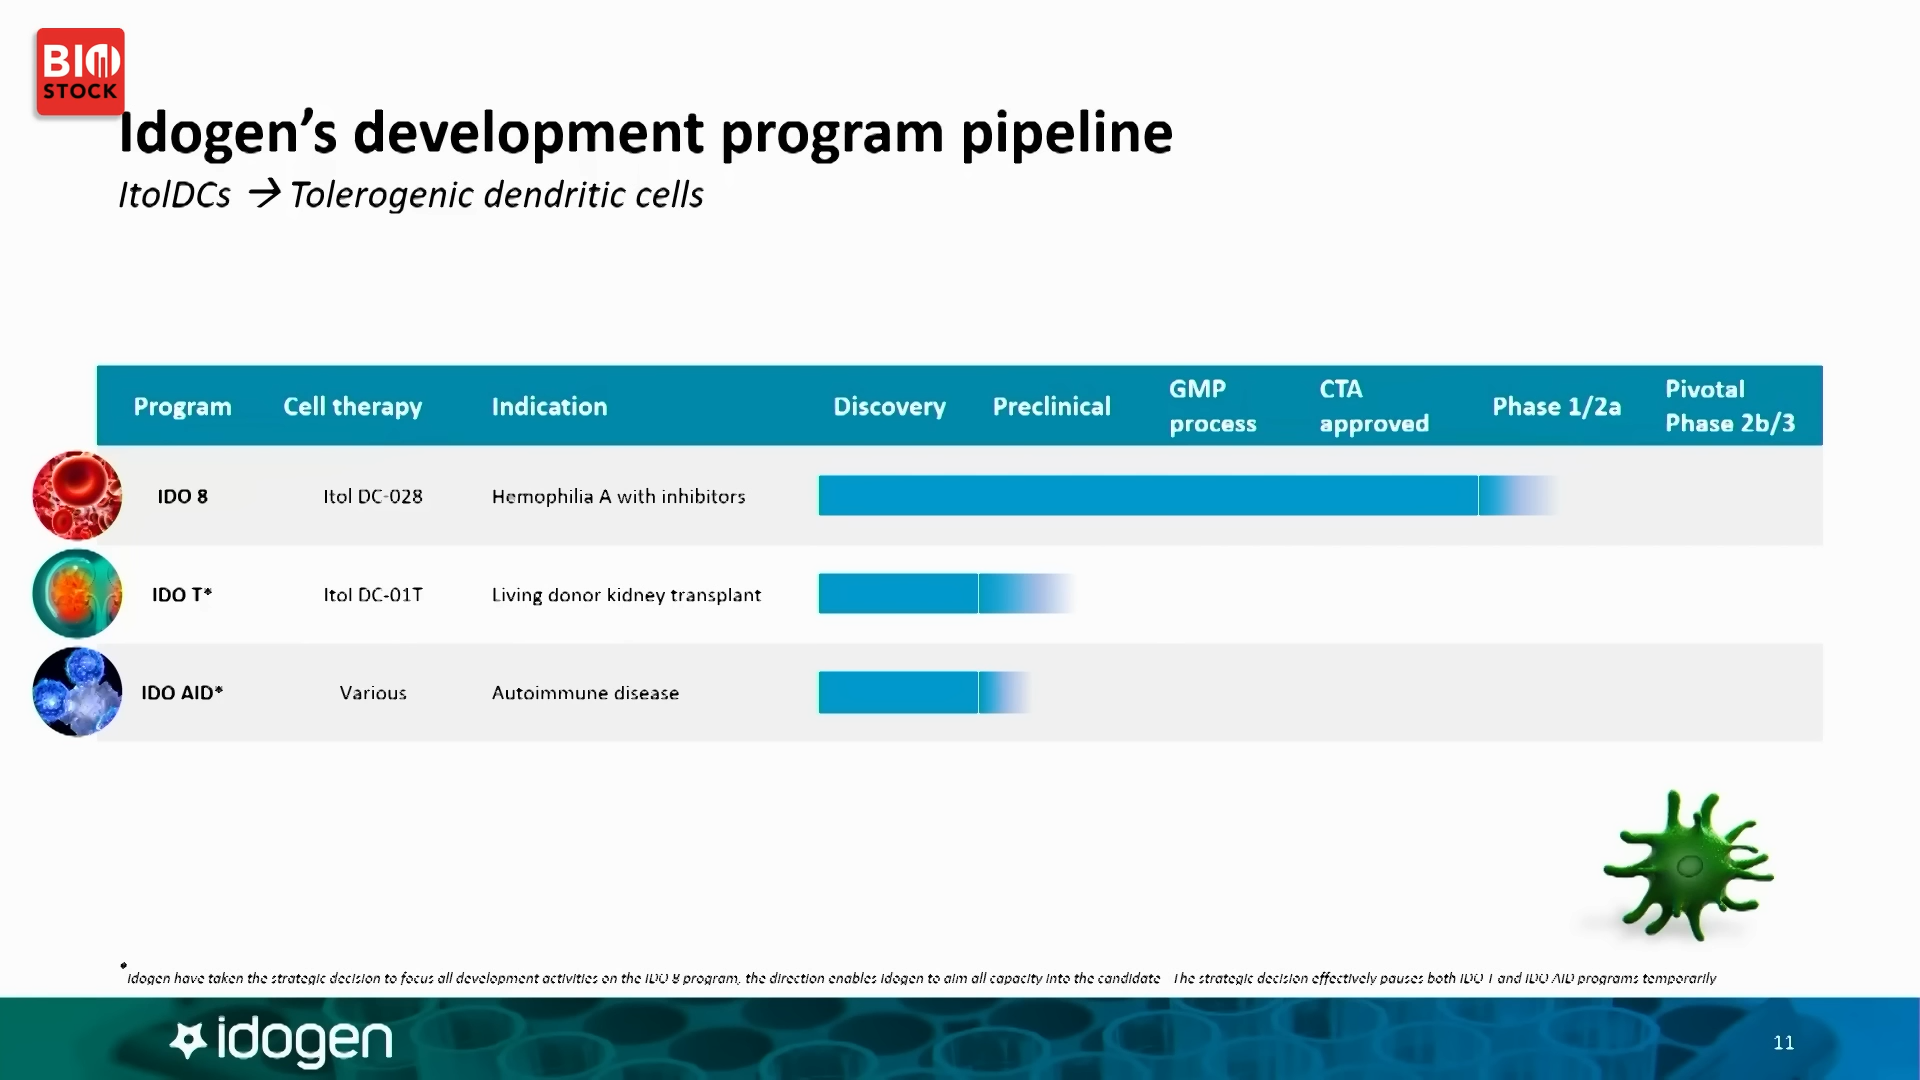 BIO
STOCK
Idogen’s development program pipeline
ItolDCs → Tolerogenic dendritic cells
Program Cell therapy Indication Discovery Preclinical GMP process CTA approved Phase 1/2a Pivotal Phase 2b/3
IDO 8 Itol DC-028 Hemophilia A with inhibitors
IDO T* Itol DC-01T Living donor kidney transplant
IDO AID* Various Autoimmune disease
*Idogen have taken the strategic decision to focus all development activities on the IDO 8 program, the direction enables Idogen to aim all capacity into the candidate The strategic decision effectively pauses both IDO T and IDO AID programs temporarily
idogen
11